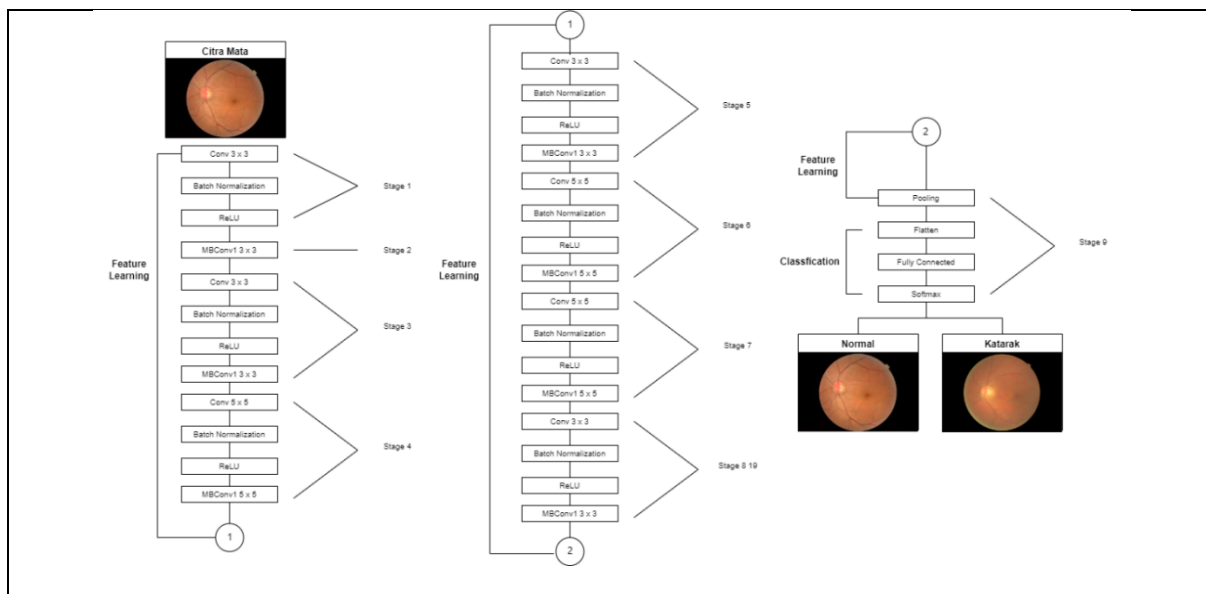 Citra Mata
Conv 3 x 3
Batch Normalization
ReLU
Stage 1
MBConv1 3 x 3
Stage 2
Feature
Learning
Conv 3 x 3
Batch Normalization
ReLU
MBConv1 3 x 3
Stage 3
Conv 5 x 5
Batch Normalization
ReLU
MBConv1 5 x 5
Stage 4
1
1
Conv 3 x 3
Batch Normalization
ReLU
MBConv1 3 x 3
Stage 5
Conv 5 x 5
Batch Normalization
ReLU
MBConv1 5 x 5
Stage 6
Feature
Learning
Conv 5 x 5
Batch Normalization
ReLU
MBConv1 5 x 5
Stage 7
Conv 3 x 3
Batch Normalization
ReLU
MBConv1 3 x 3
Stage 8 19
2
2
Feature
Learning
Pooling
Flatten
Classfication
Fully Connected
Softmax
Stage 9
Normal
Katarak